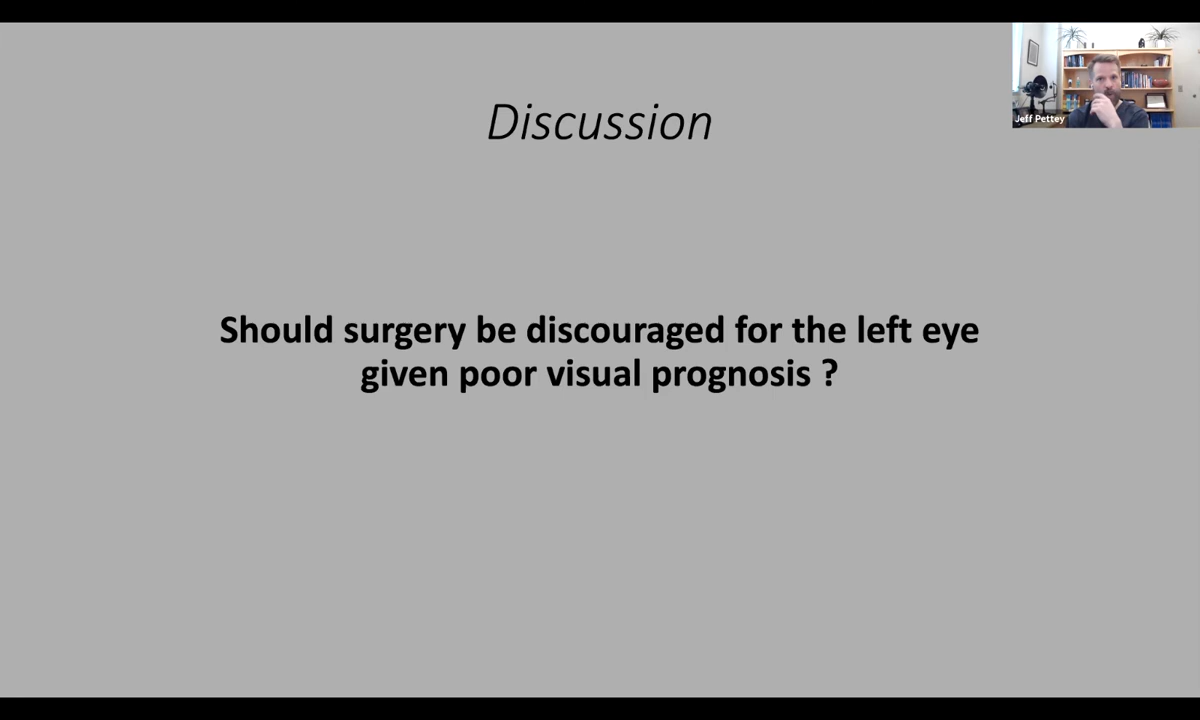 Discussion
Jeff Pettey
Should surgery be discouraged for the left eye
given poor visual prognosis ?